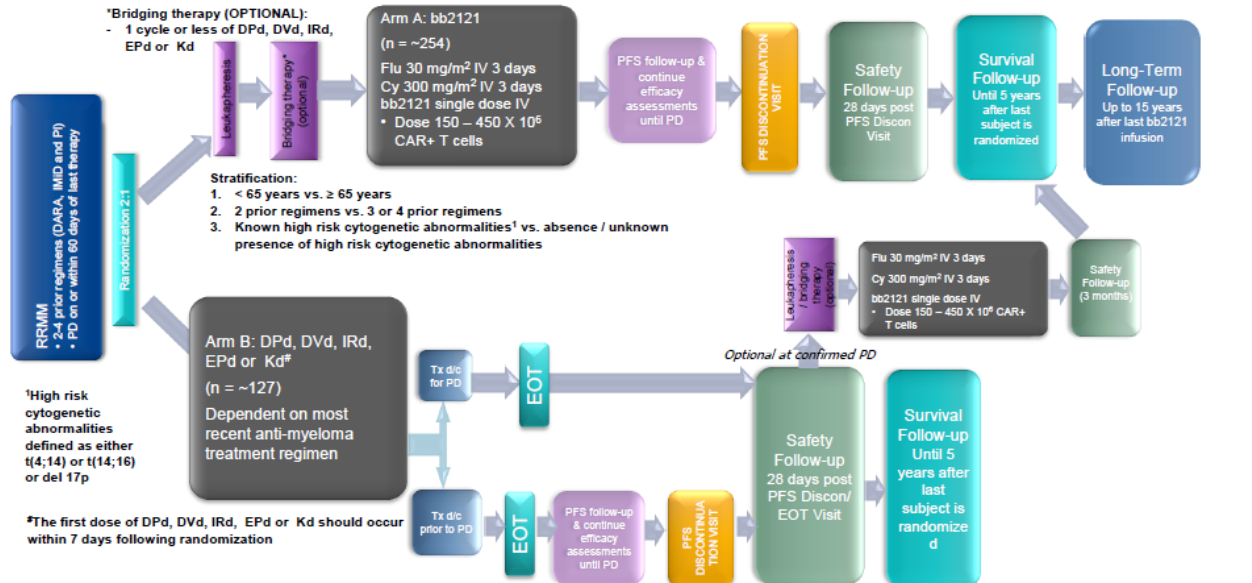 *Bridging therapy (OPTIONAL):
- 1 cycle or less of DPd, DVd, IRd,
EPd or Kd
RRMM
• 2-4 prior regimens (DARA, IMiD and PI)
• PD on or within 60 days of last therapy
Randomization 2:1
Leukapheresis
Bridging therapy*
(optional)
Arm A: bb2121
(n = ~254)
Flu 30 mg/m² IV 3 days
Cy 300 mg/m² IV 3 days
bb2121 single dose IV
• Dose 150 – 450 X 10⁶
CAR+ T cells
PFS follow-up &
continue
efficacy
assessments
until PD
PFS DISCONTINUATION
VISIT
Safety
Follow-up
28 days post
PFS Discon
Visit
Survival
Follow-up
Until 5 years
after last
subject is
randomized
Long-Term
Follow-up
Up to 15 years
after last bb2121
infusion
Stratification:
1. < 65 years vs. ≥ 65 years
2. 2 prior regimens vs. 3 or 4 prior regimens
3. Known high risk cytogenetic abnormalities¹ vs. absence / unknown
presence of high risk cytogenetic abnormalities
Leukapheresis
/ bridging
therapy
(optional)
Flu 30 mg/m² IV 3 days
Cy 300 mg/m² IV 3 days
bb2121 single dose IV
• Dose 150 – 450 X 10⁶ CAR+
T cells
Safety
Follow-up
(3 months)
Optional at confirmed PD
Arm B: DPd, DVd, IRd,
EPd or Kd#
(n = ~127)
Dependent on most
recent anti-myeloma
treatment regimen
Tx d/c
for PD
EOT
¹High risk
cytogenetic
abnormalities
defined as either
t(4;14) or t(14;16)
or del 17p
Safety
Follow-up
28 days post
PFS Discon/
EOT Visit
Survival
Follow-up
Until 5
years after
last
subject is
randomize
d
Tx d/c
prior to PD
EOT
PFS follow-up
& continue
efficacy
assessments
until PD
PFS
DISCONTINUA
TION VISIT
#The first dose of DPd, DVd, IRd, EPd or Kd should occur
within 7 days following randomization